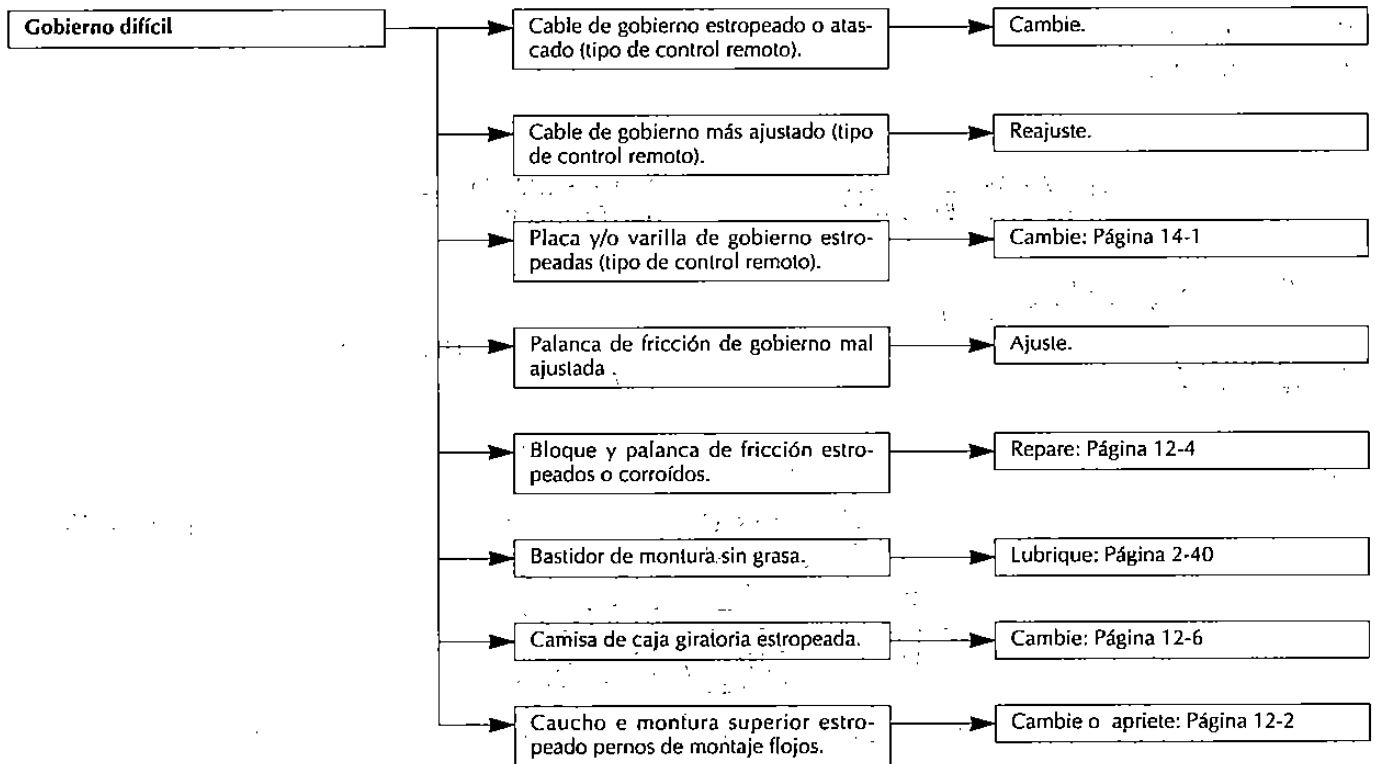 Gobierno difícil
Cable de gobierno estropeado o atas-
cado (tipo de control remoto).
Cambie.
Cable de gobierno más ajustado (tipo
de control remoto).
Reajuste.
Placa y/o varilla de gobierno estro-
peadas (tipo de control remoto).
Cambie: Página 14-1
Palanca de fricción de gobierno mal
ajustada .
Ajuste.
Bloque y palanca de fricción estro-
peados o corroídos.
Repare: Página 12-4
Bastidor de montura sin grasa.
Lubrique: Página 2-40
Camisa de caja giratoria estropeada.
Cambie: Página 12-6
Caucho e montura superior estro-
peado pernos de montaje flojos.
Cambie o apriete: Página 12-2